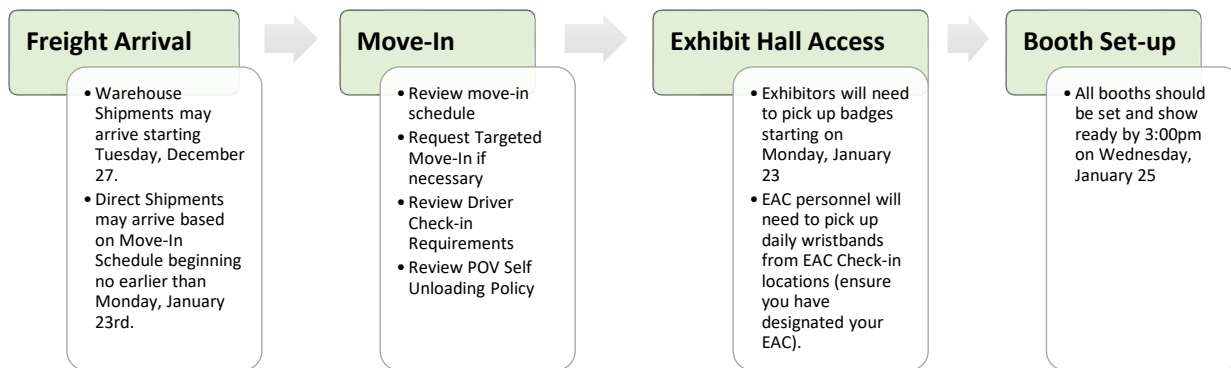 Freight Arrival
• Warehouse
Shipments may
arrive starting
Tuesday, December
27.
• Direct Shipments
may arrive based
on Move-In
Schedule beginning
no earlier than
Monday, January
23rd.
Move-In
• Review move-in
schedule
• Request Targeted
Move-In if
necessary
• Review Driver
Check-in
Requirements
• Review POV Self
Unloading Policy
Exhibit Hall Access
• Exhibitors will need
to pick up badges
starting on
Monday, January
23
• EAC personnel will
need to pick up
daily wristbands
from EAC Check-in
locations (ensure
you have
designated your
EAC).
Booth Set-up
• All booths should
be set and show
ready by 3:00pm
on Wednesday,
January 25